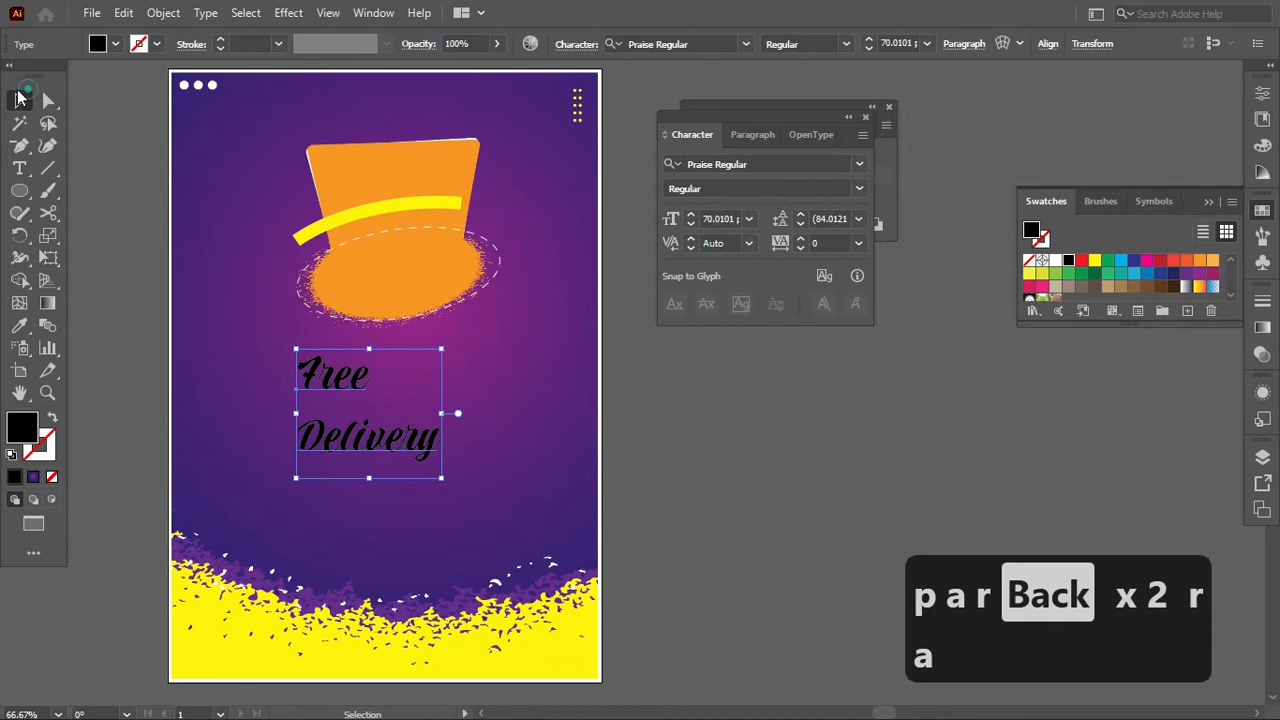 Ai File Edit Object Type Select Effect View Window Help Search Adobe Help
Type Stroke: Opacity: 100% Character: Praise Regular Regular 70.0101 p Paragraph Align Transform
Character Paragraph OpenType
Praise Regular
Regular
70.0101 p (84.0121
Auto 0
Snap to Glyph
Swatches Brushes Symbols
Free
Delivery
p a r Back x 2 r
a
66.67% 0° 1 Selection